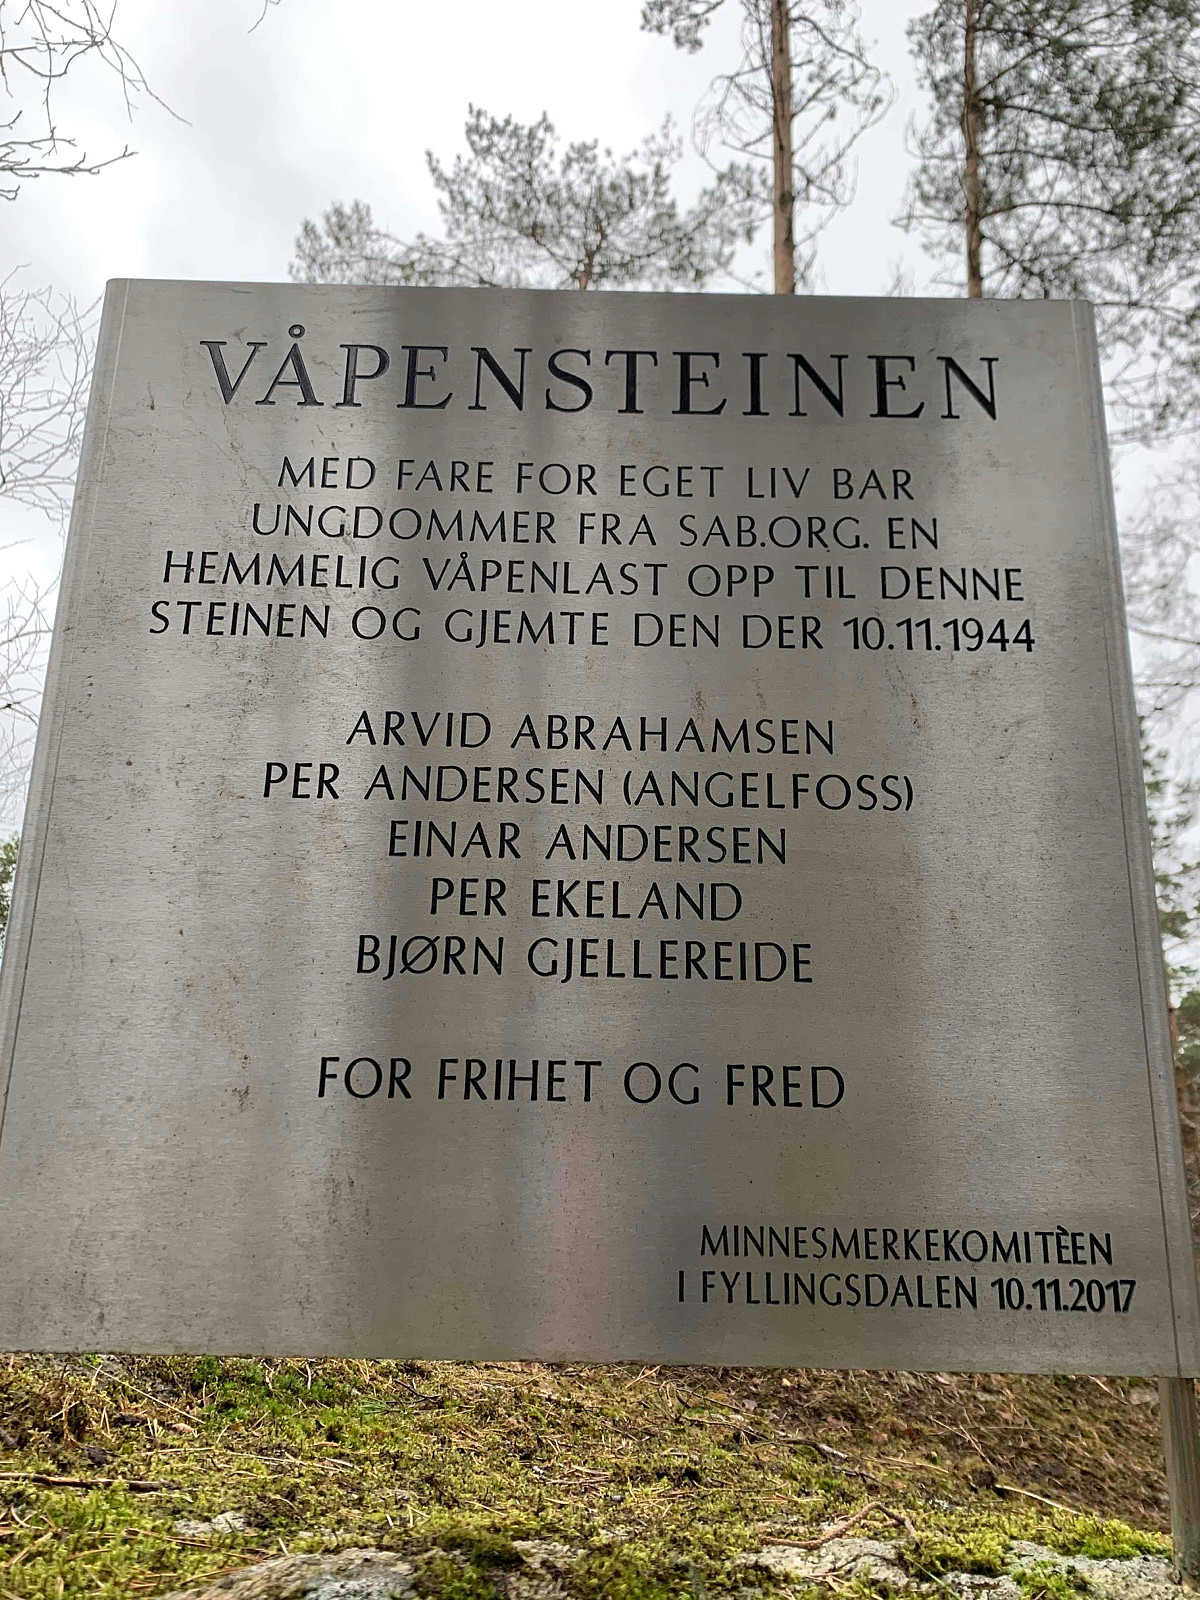 VÅPENSTEINEN
MED FARE FOR EGET LIV BAR
UNGDOMMER FRA SAB.ORG. EN
HEMMELIG VÅPENLAST OPP TIL DENNE
STEINEN OG GJEMTE DEN DER 10.11.1944
ARVID ABRAHAMSEN
PER ANDERSEN (ANGELFOSS)
EINAR ANDERSEN
PER EKELAND
BJØRN GJELLEREIDE
FOR FRIHET OG FRED
MINNESMERKEKOMITÈEN
I FYLLINGSDALEN 10.11.2017